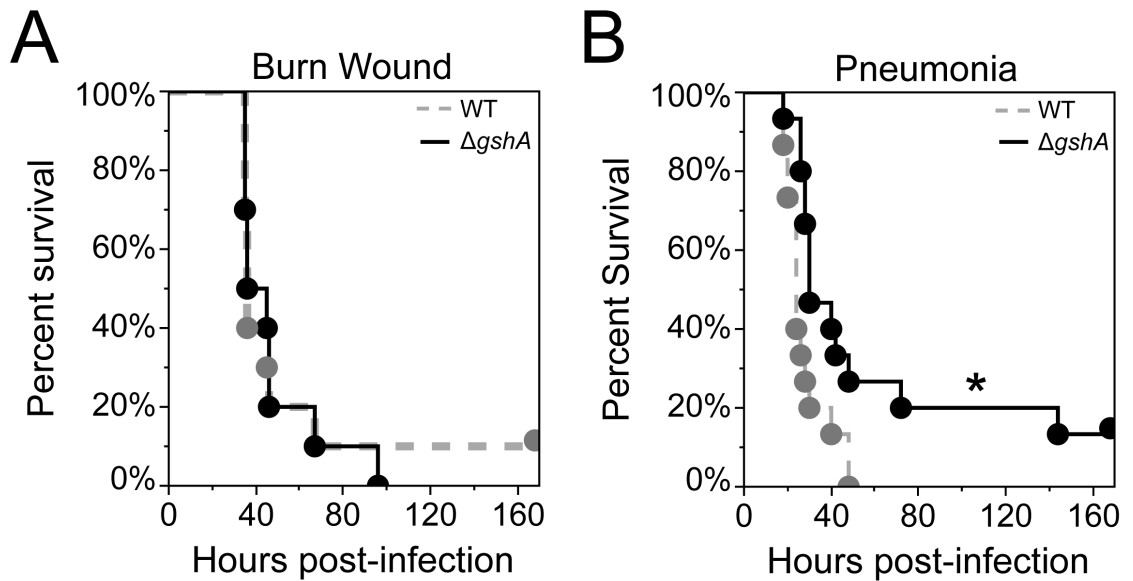 A
Burn Wound
100%
80%
60%
40%
20%
0%
Percent survival
WT
ΔgshA
0 40 80 120 160
Hours post-infection
B
Pneumonia
100%
80%
60%
40%
20%
0%
Percent Survival
WT
ΔgshA
*
0 40 80 120 160
Hours post-infection